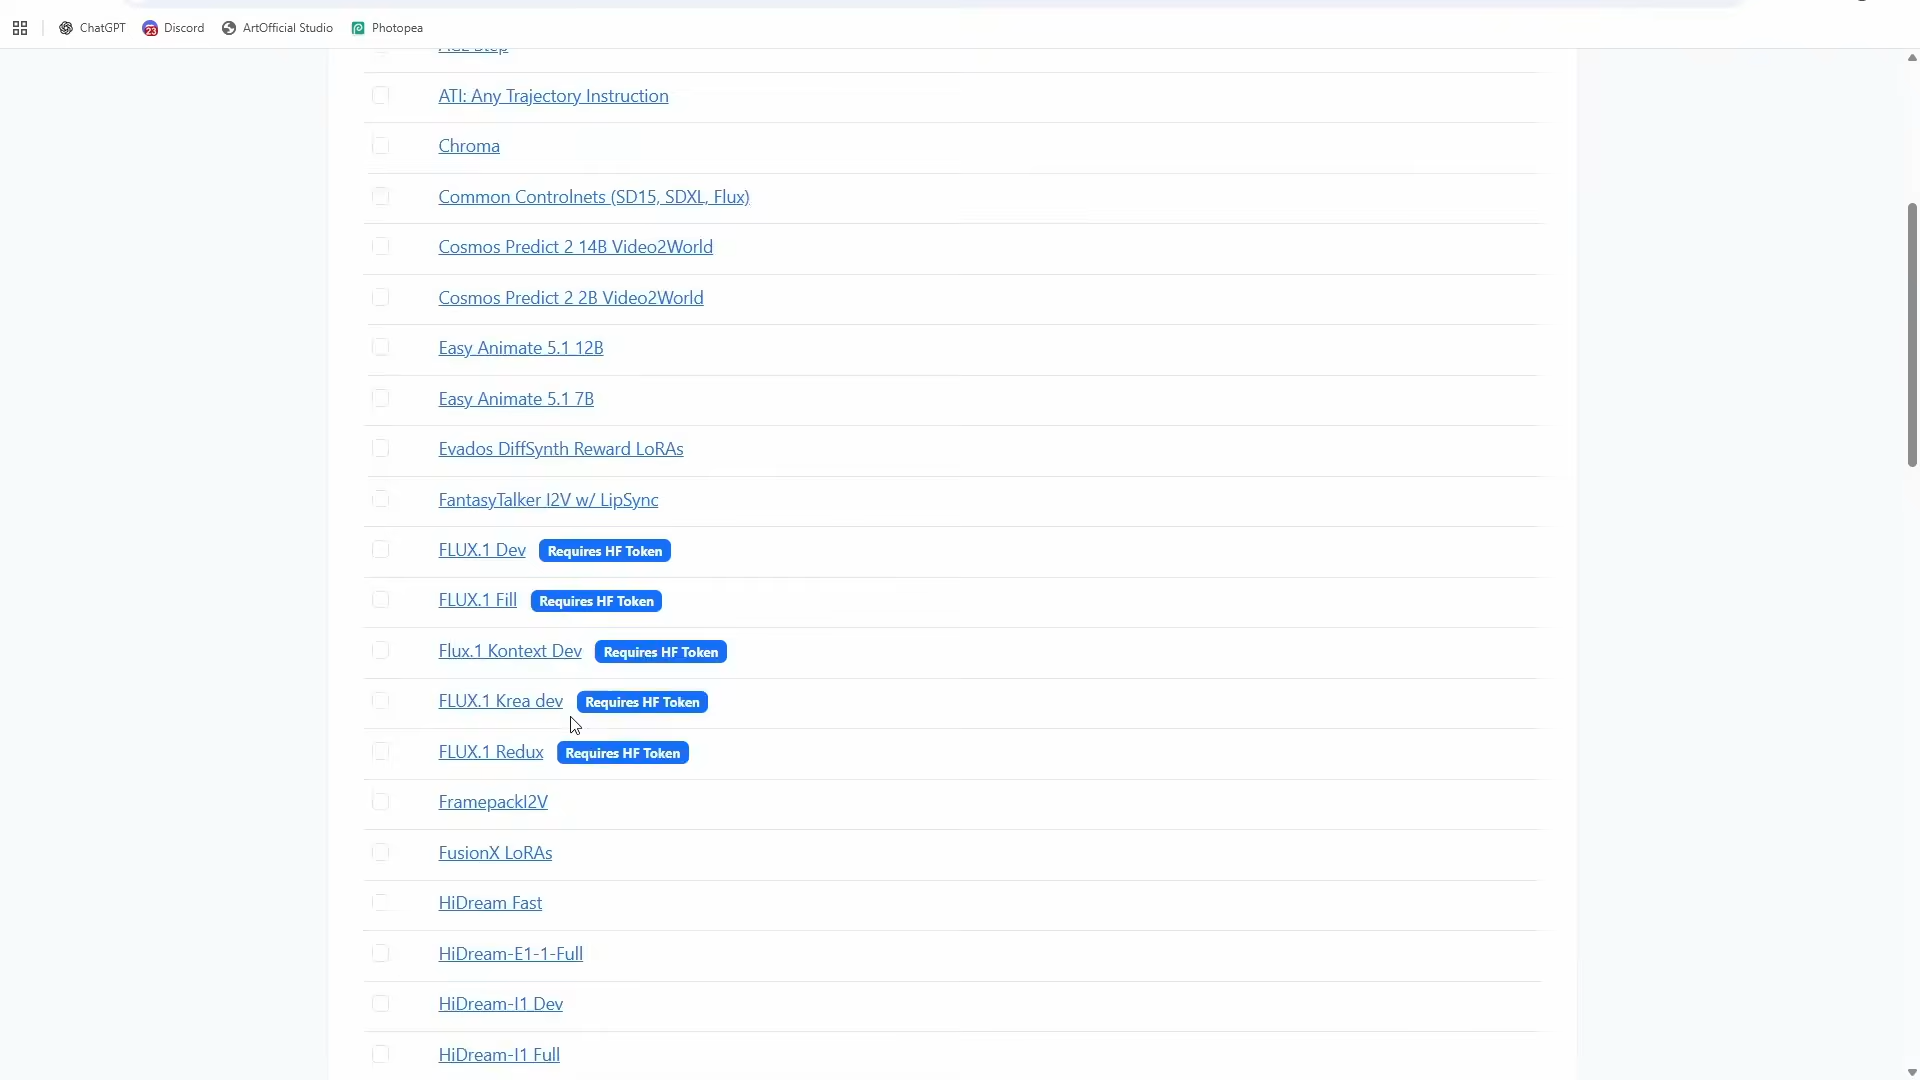 ChatGPT
23 Discord
ArtOfficial Studio
Photopea
ATI: Any Trajectory Instruction
Chroma
Common Controlnets (SD15, SDXL, Flux)
Cosmos Predict 2 14B Video2World
Cosmos Predict 2 2B Video2World
Easy Animate 5.1 12B
Easy Animate 5.1 7B
Evados DiffSynth Reward LoRAs
FantasyTalker I2V w/ LipSync
FLUX.1 Dev Requires HF Token
FLUX.1 Fill Requires HF Token
Flux.1 Kontext Dev Requires HF Token
FLUX.1 Krea dev Requires HF Token
FLUX.1 Redux Requires HF Token
FramepackI2V
FusionX LoRAs
HiDream Fast
HiDream-E1-1-Full
HiDream-I1 Dev
HiDream-I1 Full